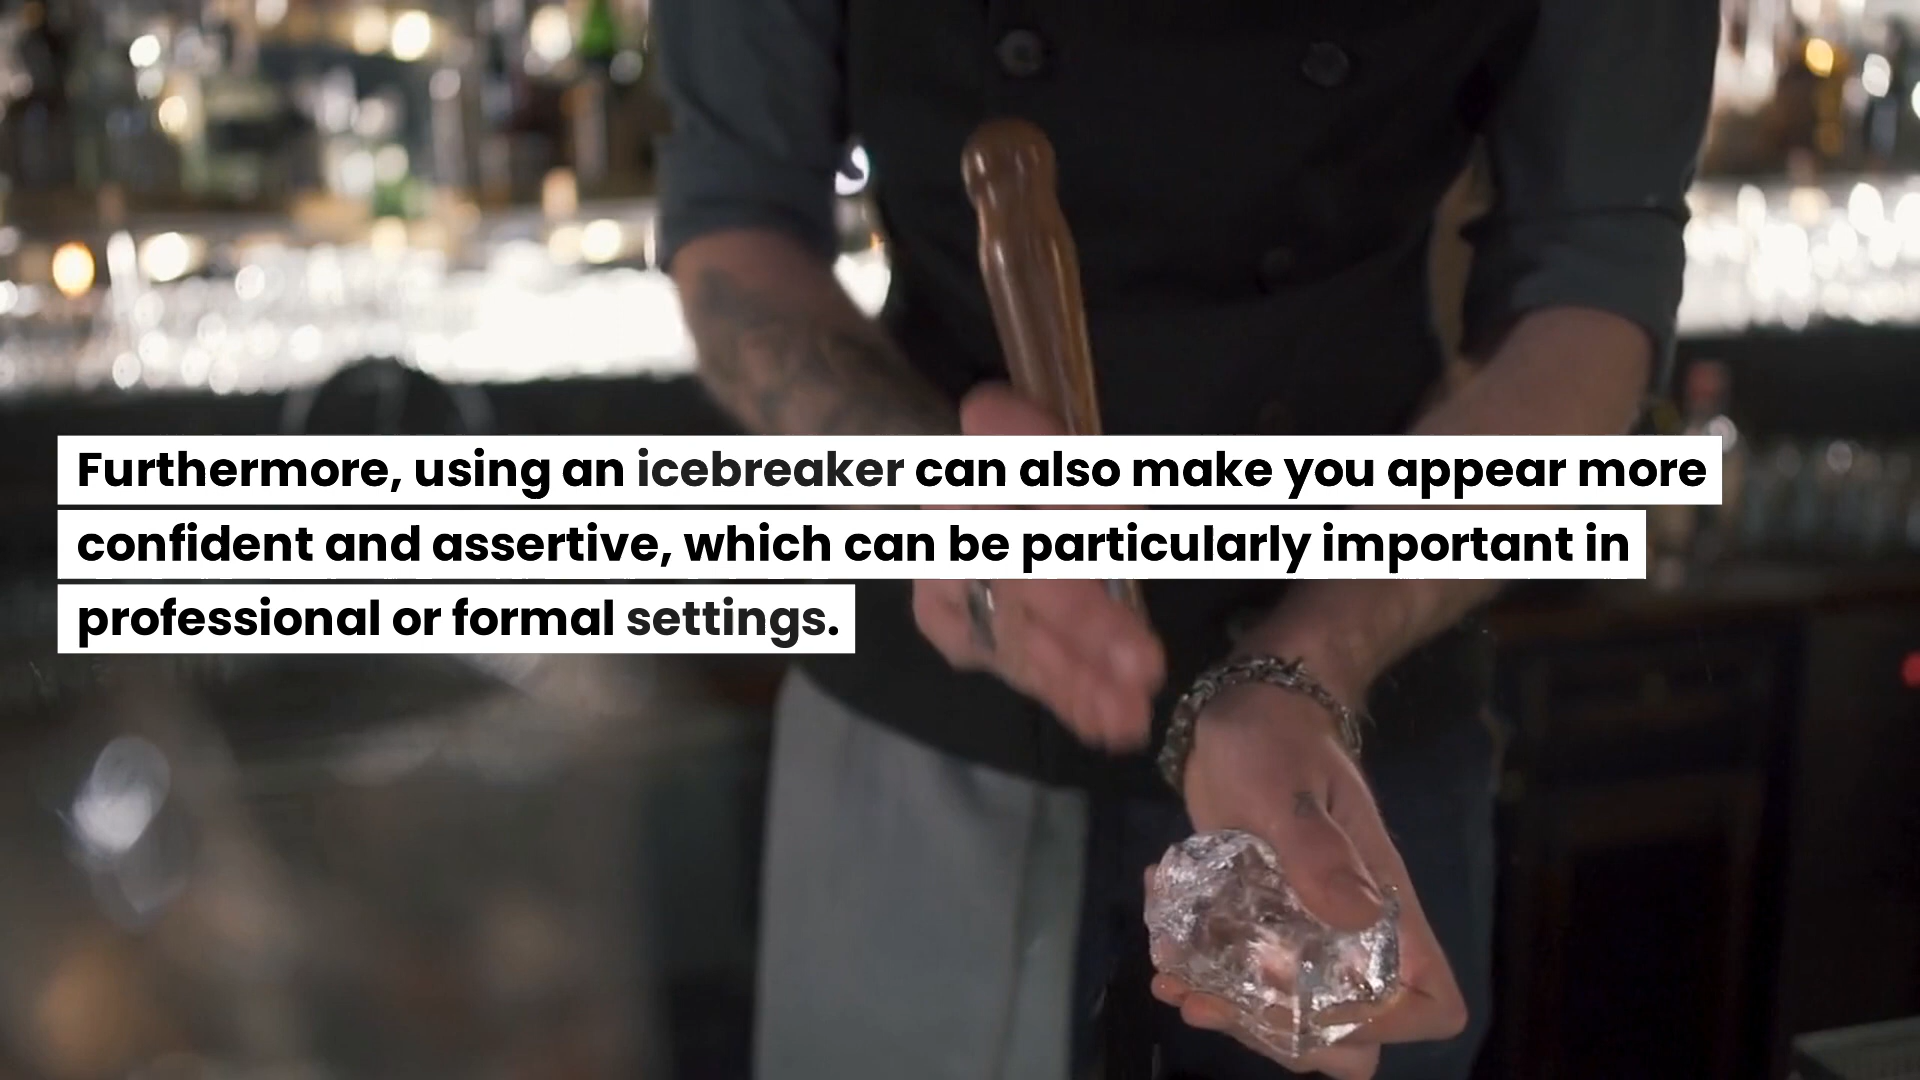 Furthermore, using an icebreaker can also make you appear more
confident and assertive, which can be particularly important in
professional or formal settings.